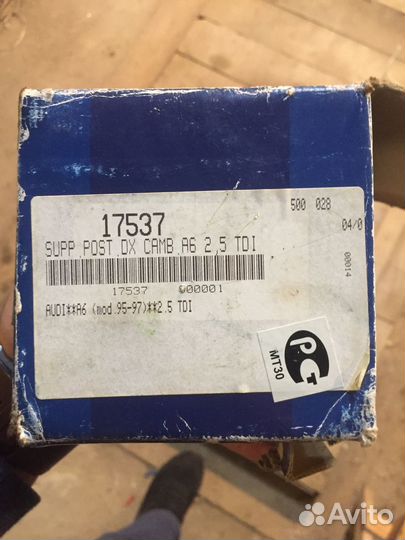 17537
500 028
SUPP.POST.DX CAMB.A6 2,5 TDI
04/0
17537 00001
00014
AUDI**A6 (mod.95-97)**2.5 TDI
PCT
MT30
Avito